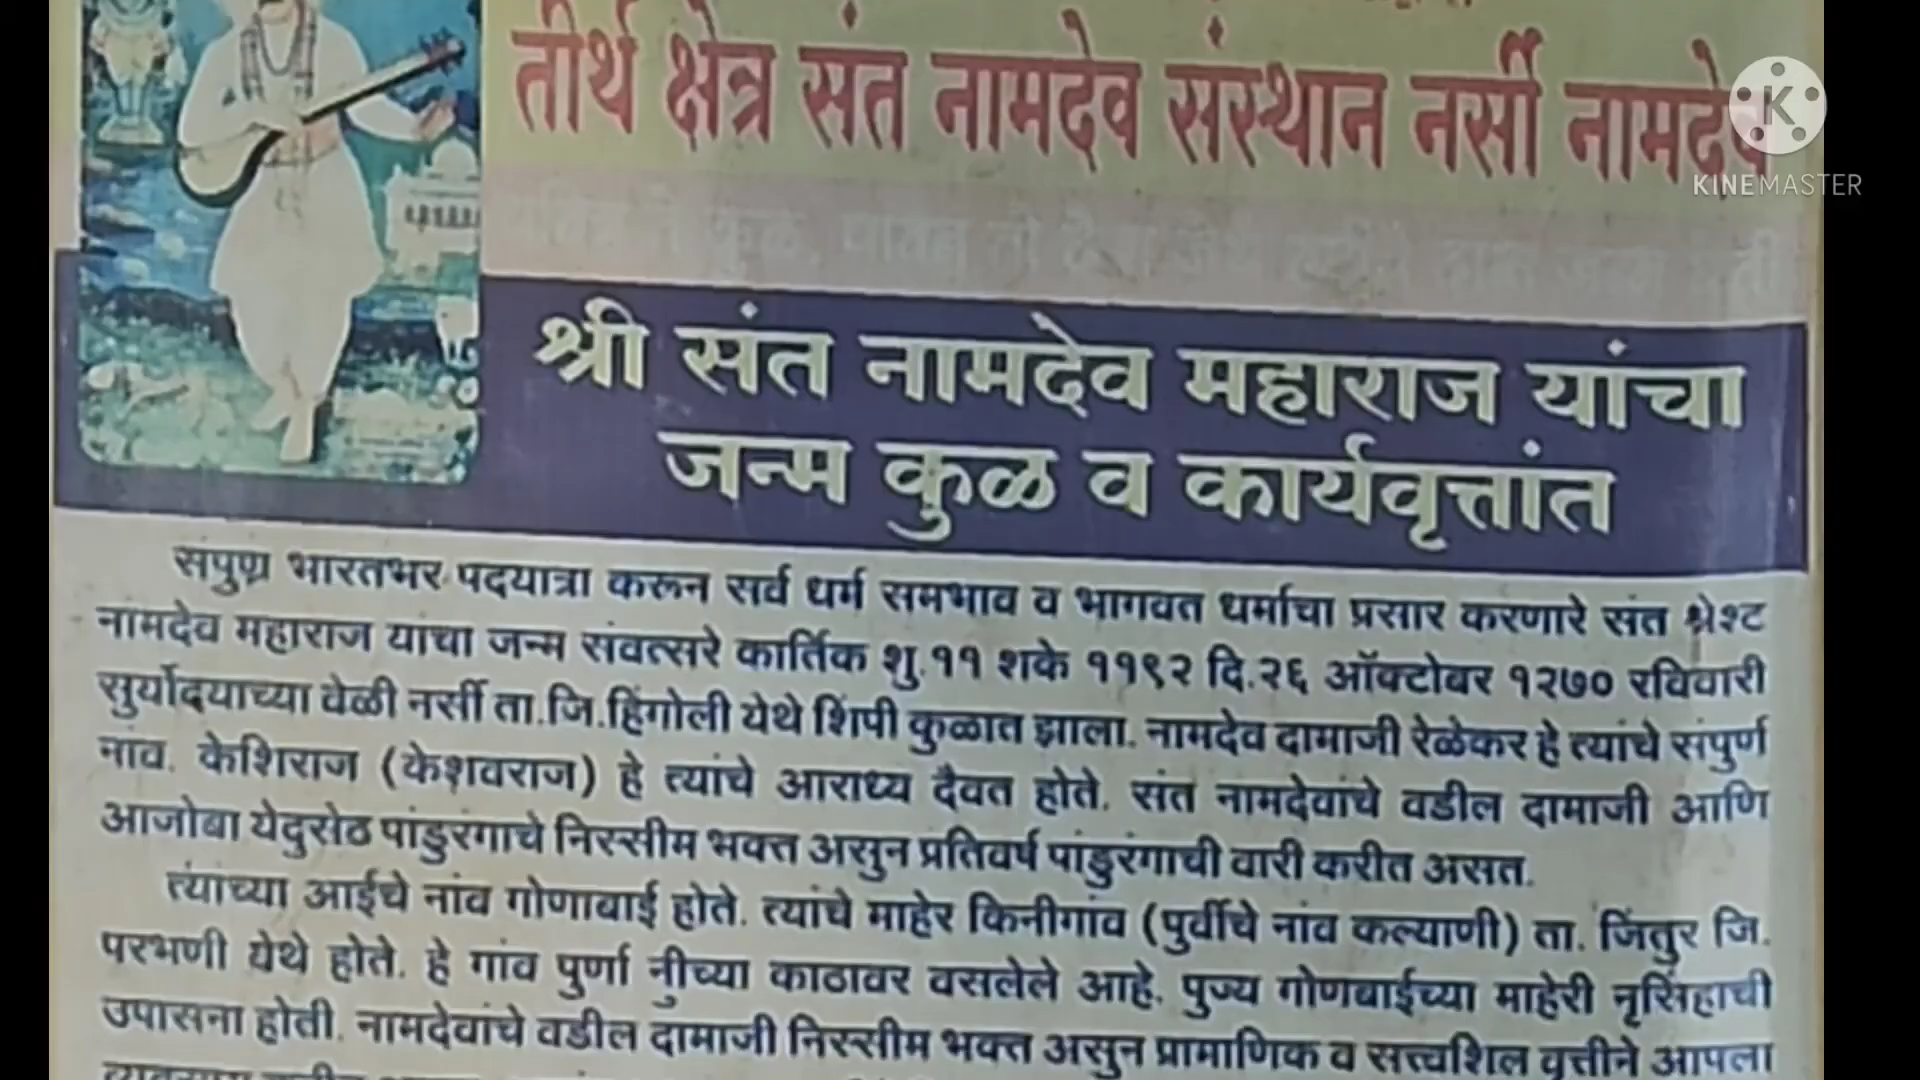 तीर्थ क्षेत्र संत नामदेव संस्थान नर्सी नामदेव
KINEMASTER
श्री संत नामदेव महाराज यांचा
जन्म कुळ व कार्यवृत्तांत
संपुण्र भारतभर पदयात्रा करून सर्व धर्म समभाव व भागवत धर्माचा प्रसार करणारे संत श्रेश्ट
नामदेव महाराज यांचा जन्म संवत्सरे कार्तिक शु.११ शके ११९२ दि.२६ ऑक्टोबर १२७० रविवारी
सुर्योदयाच्या वेळी नर्सी ता.जि.हिंगोली येथे शिंपी कुळात झाला. नामदेव दामाजी रेळेकर हे त्यांचे संपुर्ण
नांव. केशिराज (केशवराज) हे त्यांचे आराध्य दैवत होते. संत नामदेवांचे वडील दामाजी आणि
आजोबा येदुसेठ पांडुरंगाचे निस्सीम भक्त असुन प्रतिवर्ष पांडुरंगाची वारी करीत असत.
त्यांच्या आईचे नांव गोणाबाई होते. त्यांचे माहेर किनीगांव (पुर्वीचे नांव कल्याणी) ता. जिंतुर जि.
परभणी येथे होते. हे गांव पुर्णा नीुच्या काठावर वसलेले आहे. पुज्य गोणबाईच्या माहेरी नृसिंहाची
उपासना होती. नामदेवांचे वडील दामाजी निस्सीम भक्त असुन प्रामाणिक व सत्त्वशिल वृत्तीने आपला